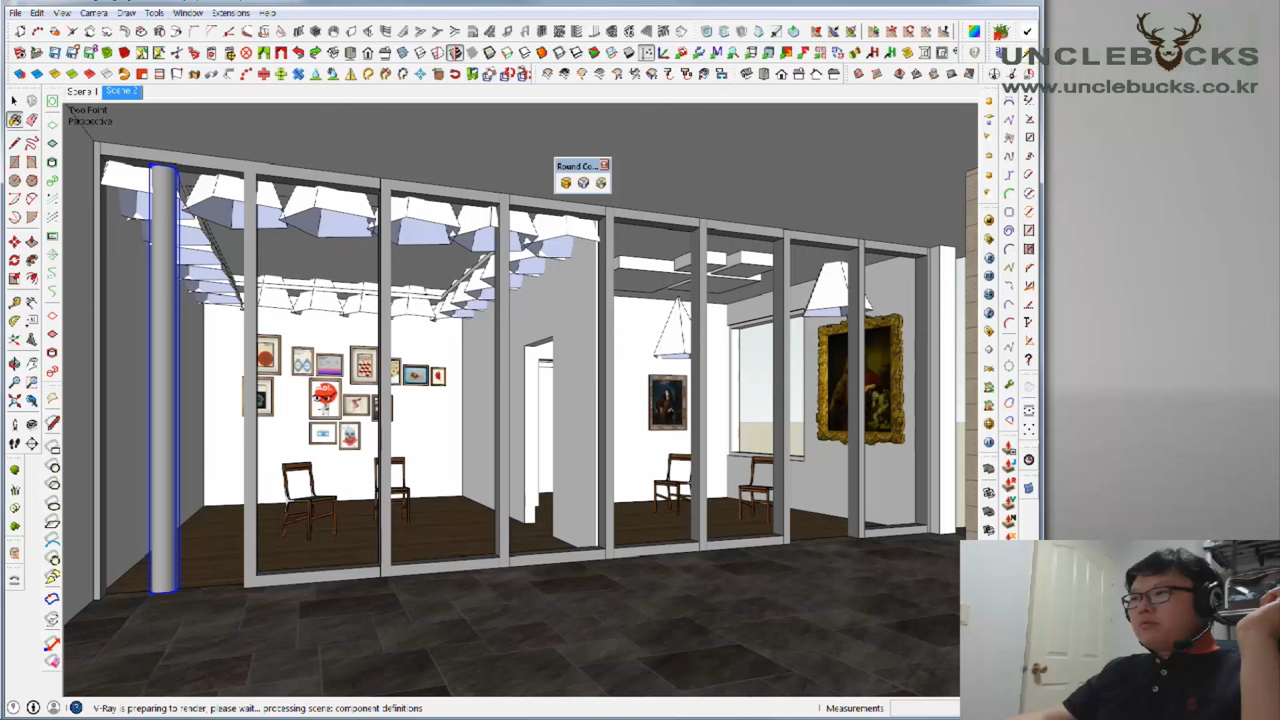 File Edit View Camera Draw Tools Window Extensions Help
UNCLEBUCKS
www.unclebucks.co.kr
Scene 1 Scene 2
Two Point
Perspective
Round Co...
V-Ray is preparing to render, please wait... processing scene: component definitions
Measurements